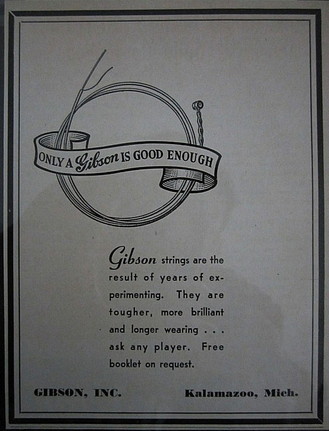 ONLY A Gibson IS GOOD ENOUGH
Gibson strings are the
result of years of ex-
perimenting. They are
tougher, more brilliant
and longer wearing . . .
ask any player. Free
booklet on request.
GIBSON, INC. Kalamazoo, Mich.